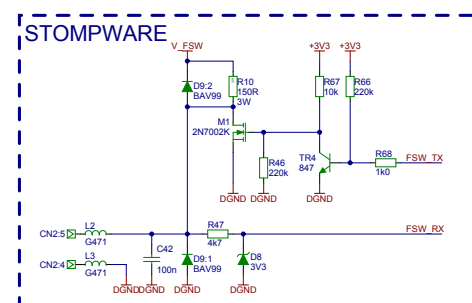 STOMPWARE
V_FSW
+3V3 +3V3
D9:2
BAV99
R10
150R
3W
R67
10k
R66
220k
M1
2N7002K
R46
220k
TR4
847
R68
1k0
FSW_TX
DGND DGND DGND
CN2:5
L2
G471
R47
4k7
FSW_RX
CN2:4
L3
G471
C42
100n
D9:1
BAV99
D8
3V3
DGND DGND DGND DGND